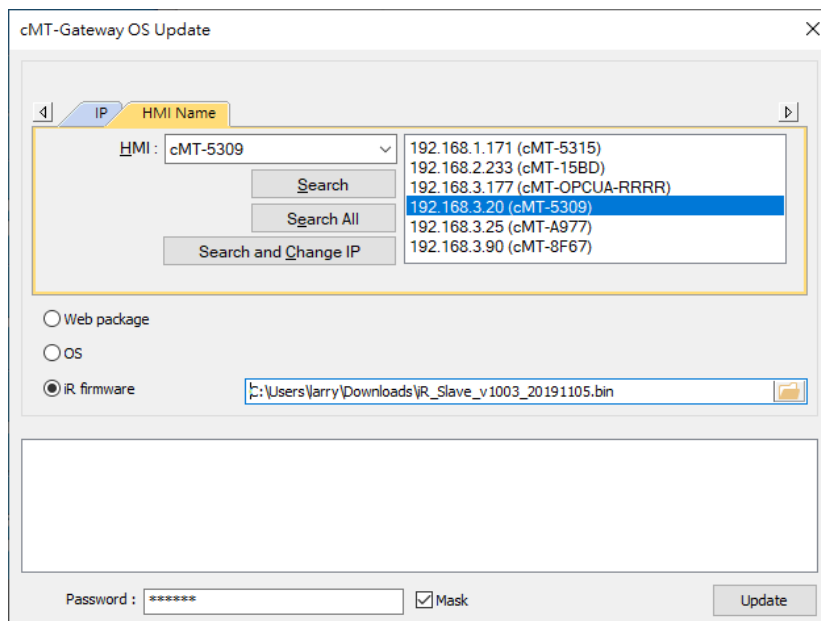 cMT-Gateway OS Update
IP
HMI Name
HMI : cMT-5309
Search
Search All
Search and Change IP
192.168.1.171 (cMT-5315)
192.168.2.233 (cMT-15BD)
192.168.3.177 (cMT-OPCUA-RRRR)
192.168.3.20 (cMT-5309)
192.168.3.25 (cMT-A977)
192.168.3.90 (cMT-8F67)
Web package
OS
iR firmware
C:\Users\larry\Downloads\iR_Slave_v1003_20191105.bin
Password : ******
Mask
Update